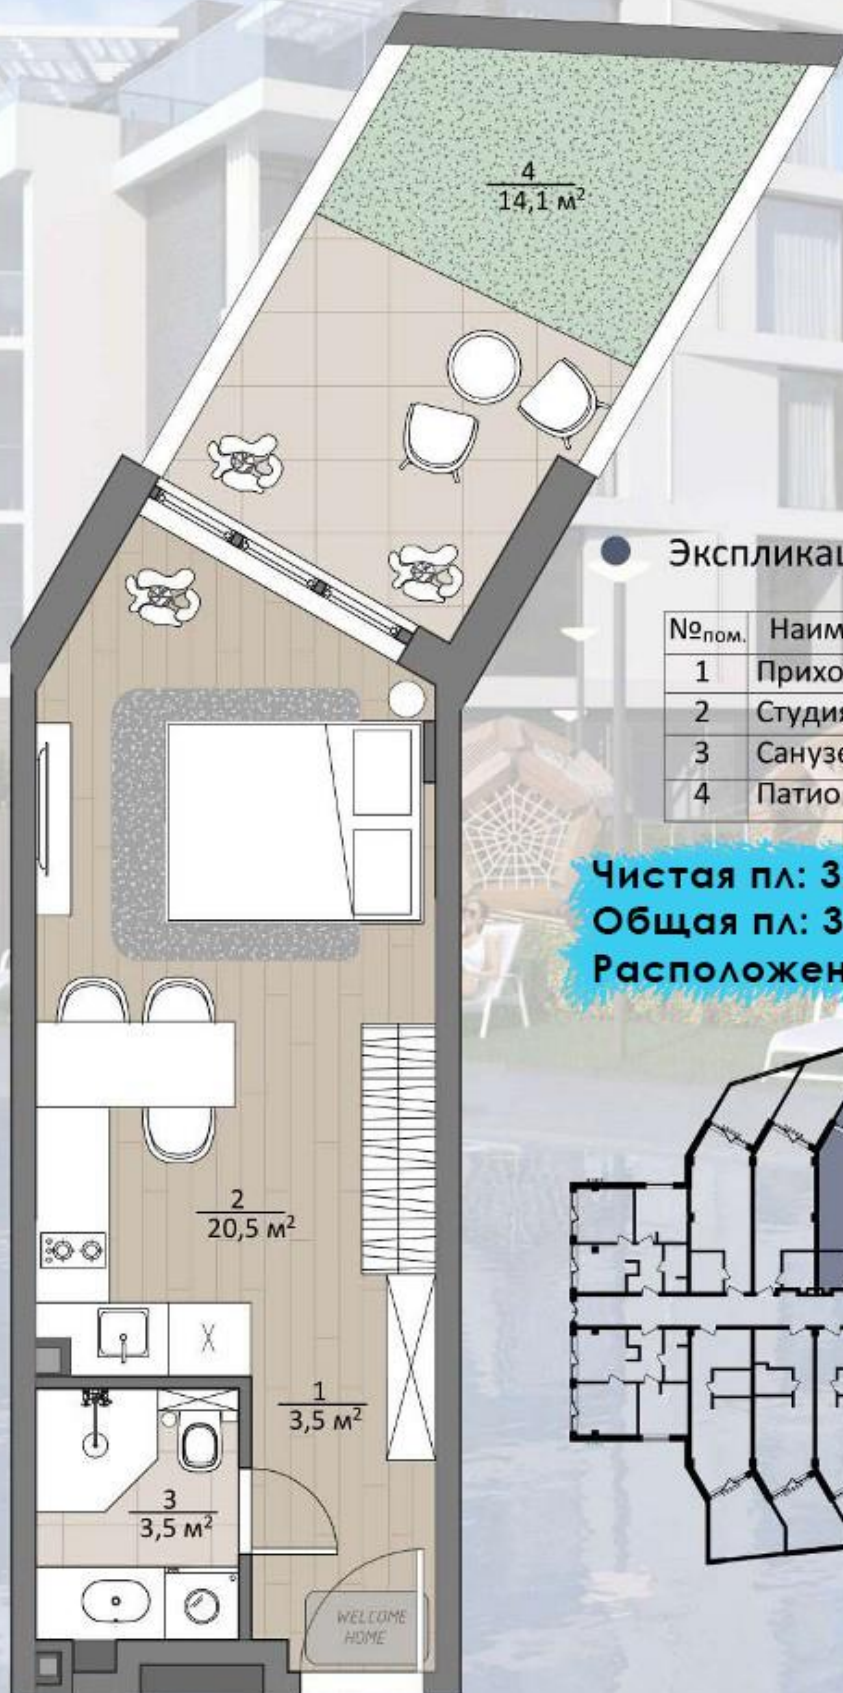 4
14,1 м²
Экспликац
№пом. Наим
1 Прихо
2 Студия
3 Сануз
4 Патио
Чистая пл: 3
Общая пл: 3
Расположен
2
20,5 м²
X
1
3,5 м²
3
3,5 м²
WELCOME
HOME